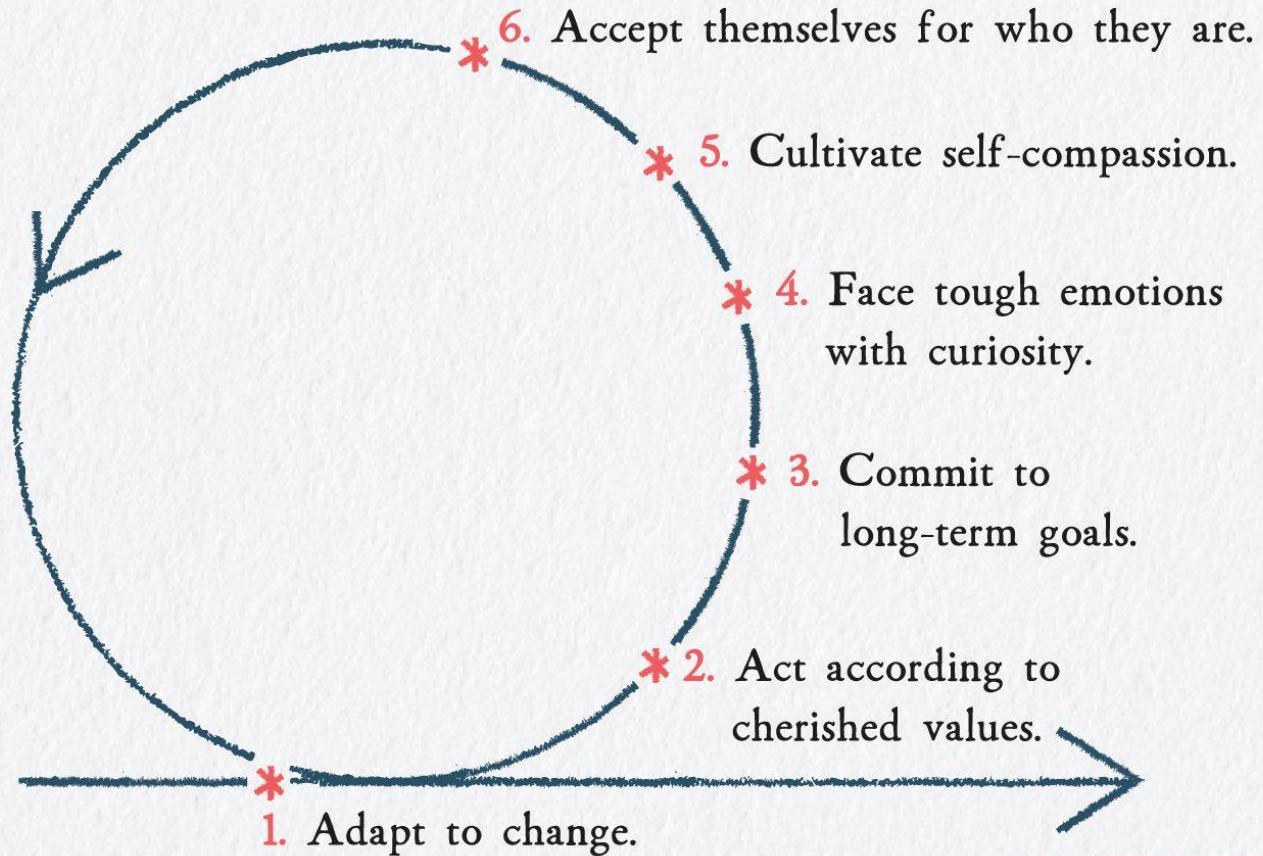 6. Accept themselves for who they are.
5. Cultivate self-compassion.
4. Face tough emotions
with curiosity.
3. Commit to
long-term goals.
2. Act according to
cherished values.
1. Adapt to change.